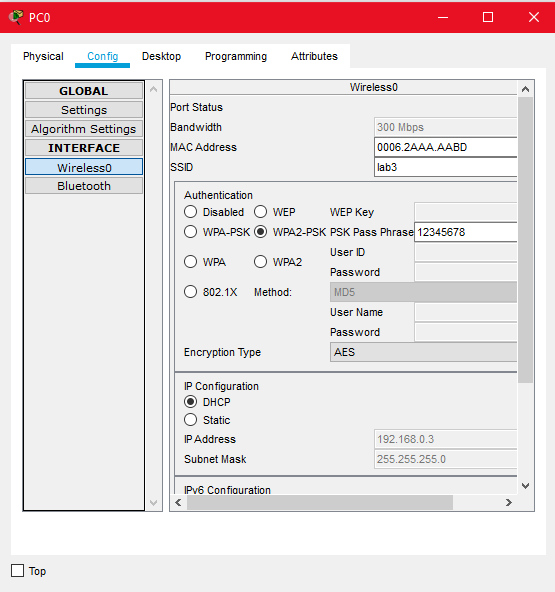 PC0
Physical Config Desktop Programming Attributes
GLOBAL
Settings
Algorithm Settings
INTERFACE
Wireless0
Bluetooth
Wireless0
Port Status
Bandwidth 300 Mbps
MAC Address 0006.2AAA.AABD
SSID lab3
Authentication
Disabled WEP WEP Key
WPA-PSK WPA2-PSK PSK Pass Phrase 12345678
User ID
WPA WPA2
Password
802.1X Method: MD5
User Name
Password
Encryption Type AES
IP Configuration
DHCP
Static
IP Address 192.168.0.3
Subnet Mask 255.255.255.0
IPv6 Configuration
Top